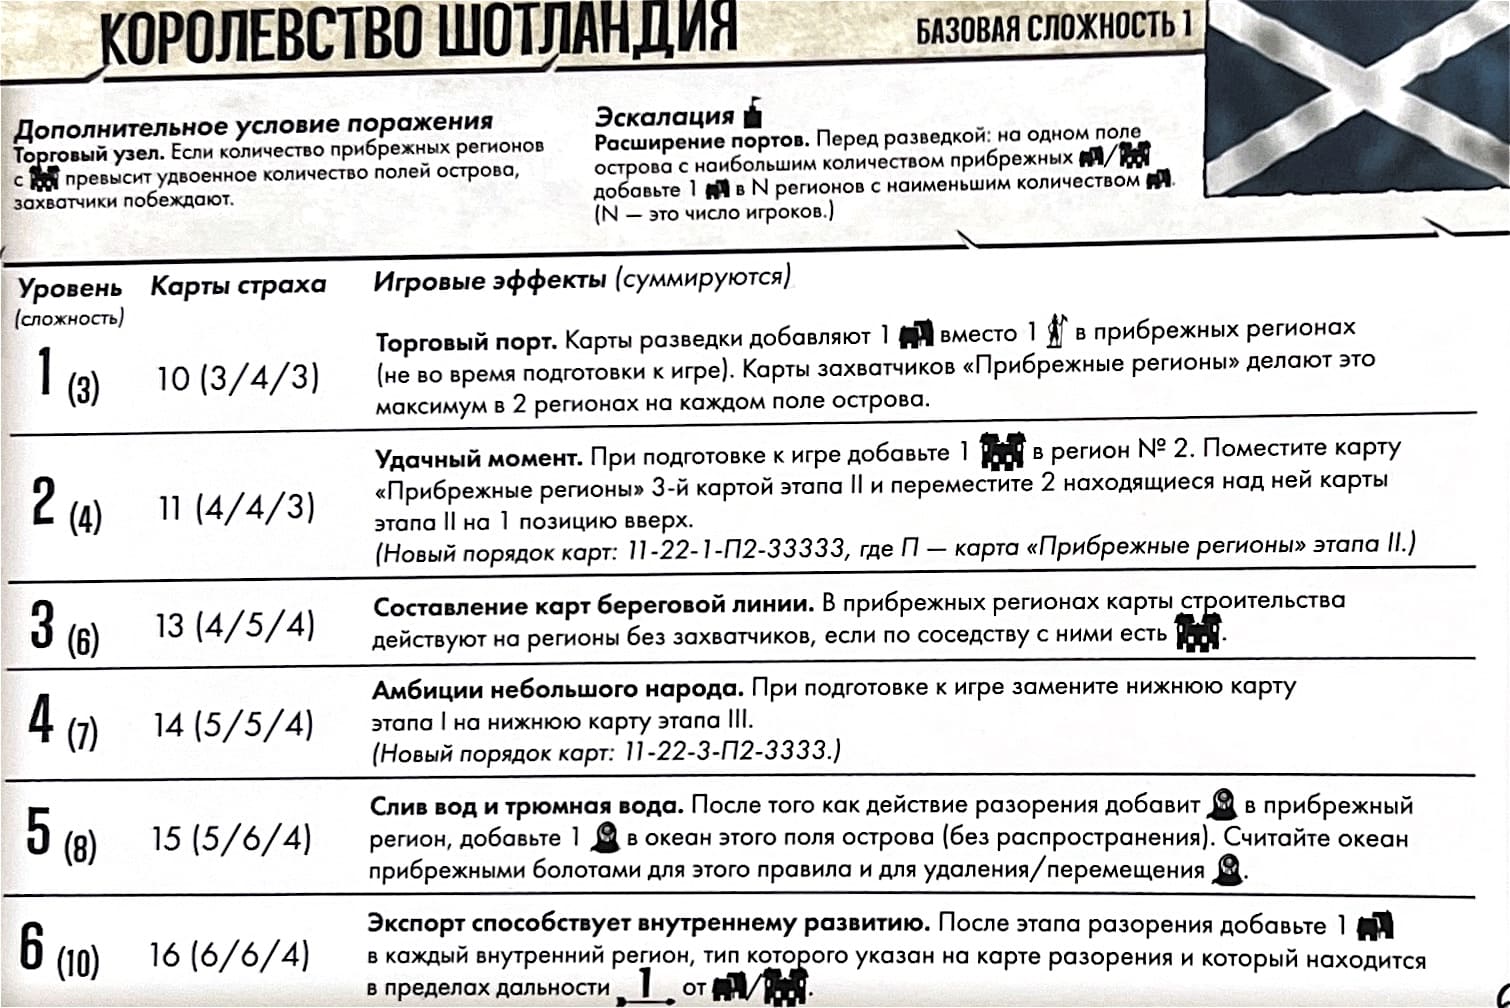 КОРОЛЕВСТВО ШОТЛАНДИЯ
БАЗОВАЯ СЛОЖНОСТЬ 1
Дополнительное условие поражения
Торговый узел. Если количество прибрежных регионов
с превысит удвоенное количество полей острова,
захватчики побеждают.
Эскалация
Расширение портов. Перед разведкой: на одном поле
острова с наибольшим количеством прибрежных /
добавьте 1 в N регионов с наименьшим количеством .
(N — это число игроков.)
Уровень Карты страха Игровые эффекты (суммируются)
(сложность)
1 (3) 10 (3/4/3)
Торговый порт. Карты разведки добавляют 1 вместо 1 в прибрежных регионах
(не во время подготовки к игре). Карты захватчиков «Прибрежные регионы» делают это
максимум в 2 регионах на каждом поле острова.
2 (4) 11 (4/4/3)
Удачный момент. При подготовке к игре добавьте 1 в регион № 2. Поместите карту
«Прибрежные регионы» 3-й картой этапа II и переместите 2 находящиеся над ней карты
этапа II на 1 позицию вверх.
(Новый порядок карт: 11-22-1-П2-33333, где П — карта «Прибрежные регионы» этапа II.)
3 (6) 13 (4/5/4)
Составление карт береговой линии. В прибрежных регионах карты строительства
действуют на регионы без захватчиков, если по соседству с ними есть .
4 (7) 14 (5/5/4)
Амбиции небольшого народа. При подготовке к игре замените нижнюю карту
этапа I на нижнюю карту этапа III.
(Новый порядок карт: 11-22-3-П2-3333.)
5 (8) 15 (5/6/4)
Слив вод и трюмная вода. После того как действие разорения добавит в прибрежный
регион, добавьте 1 в океан этого поля острова (без распространения). Считайте океан
прибрежными болотами для этого правила и для удаления/перемещения .
6 (10) 16 (6/6/4)
Экспорт способствует внутреннему развитию. После этапа разорения добавьте 1
в каждый внутренний регион, тип которого указан на карте разорения и который находится
в пределах дальности 1 от / .